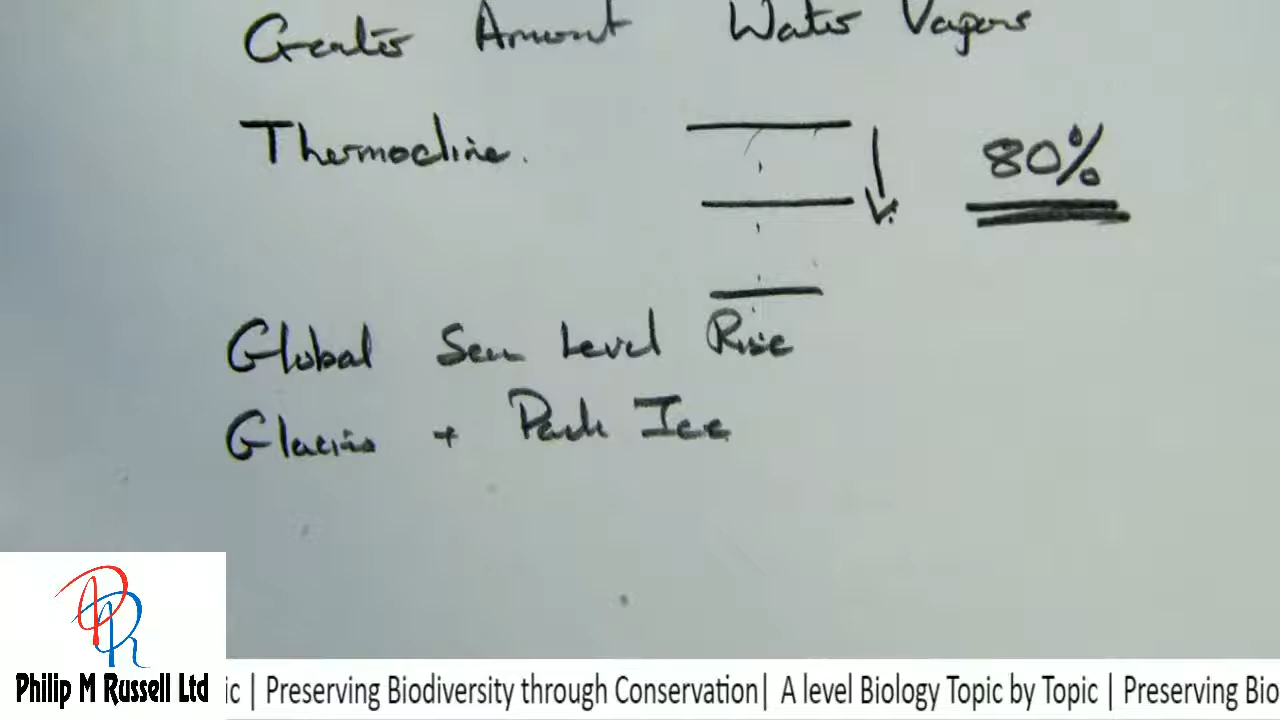 Greater Amount Water Vapour
Thermocline. 80%
Global Sea Level Rise
Glaciers + Pack Ice
Philip M Russell Ltd
ic | Preserving Biodiversity through Conservation| A level Biology Topic by Topic | Preserving Bio